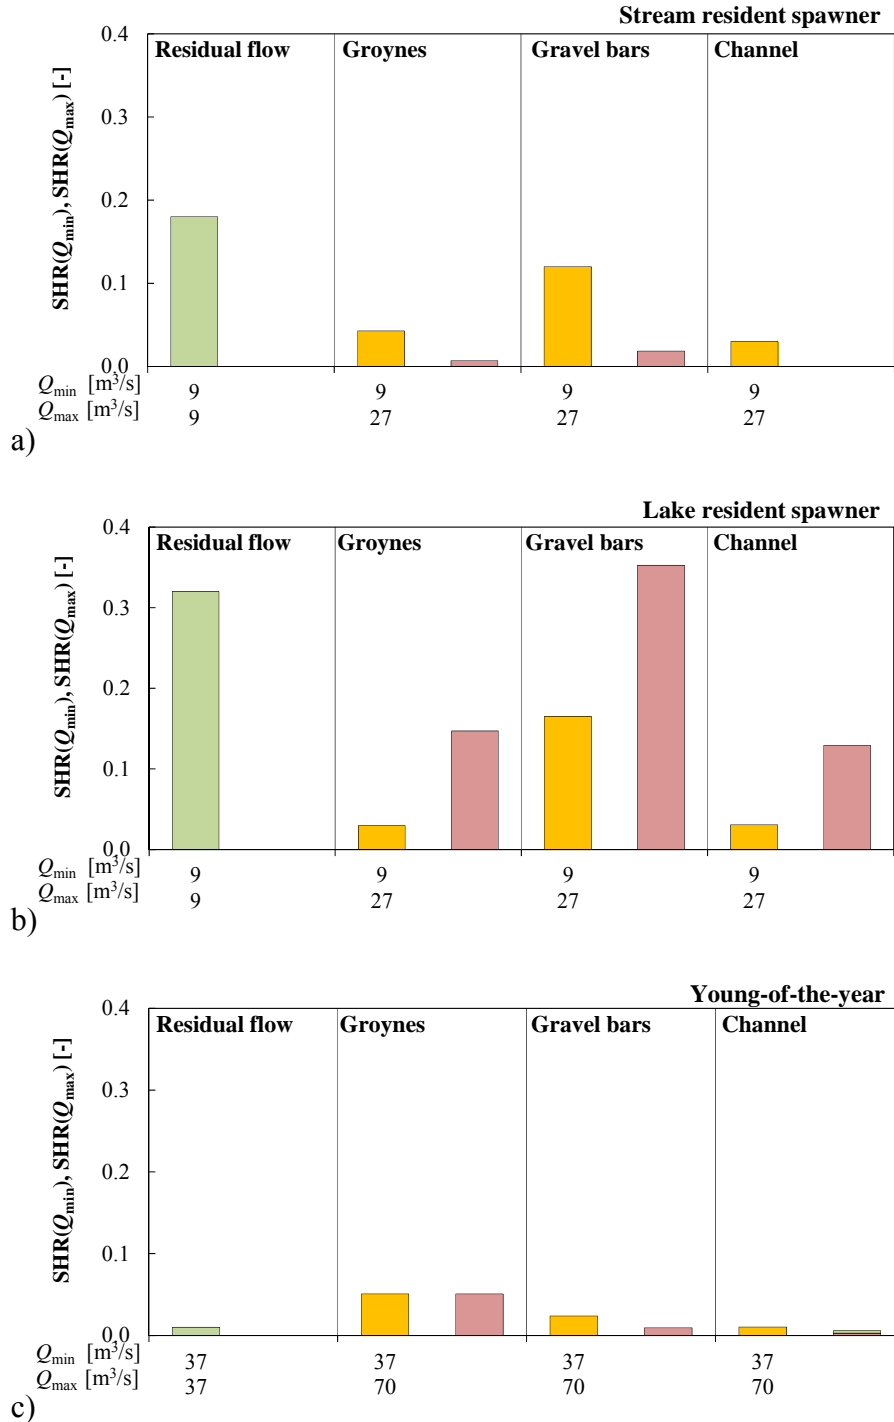 Stream resident spawner
0.4
Residual flow Groynes Gravel bars Channel
0.3
0.2
0.1
0.0
SHR(Qmin), SHR(Qmax) [-]
Qmin [m³/s] 9 9 9 9
Qmax [m³/s] 9 27 27 27
a)
Lake resident spawner
0.4
Residual flow Groynes Gravel bars Channel
0.3
0.2
0.1
0.0
SHR(Qmin), SHR(Qmax) [-]
Qmin [m³/s] 9 9 9 9
Qmax [m³/s] 9 27 27 27
b)
Young-of-the-year
0.4
Residual flow Groynes Gravel bars Channel
0.3
0.2
0.1
0.0
SHR(Qmin), SHR(Qmax) [-]
Qmin [m³/s] 37 37 37 37
Qmax [m³/s] 37 70 70 70
c)